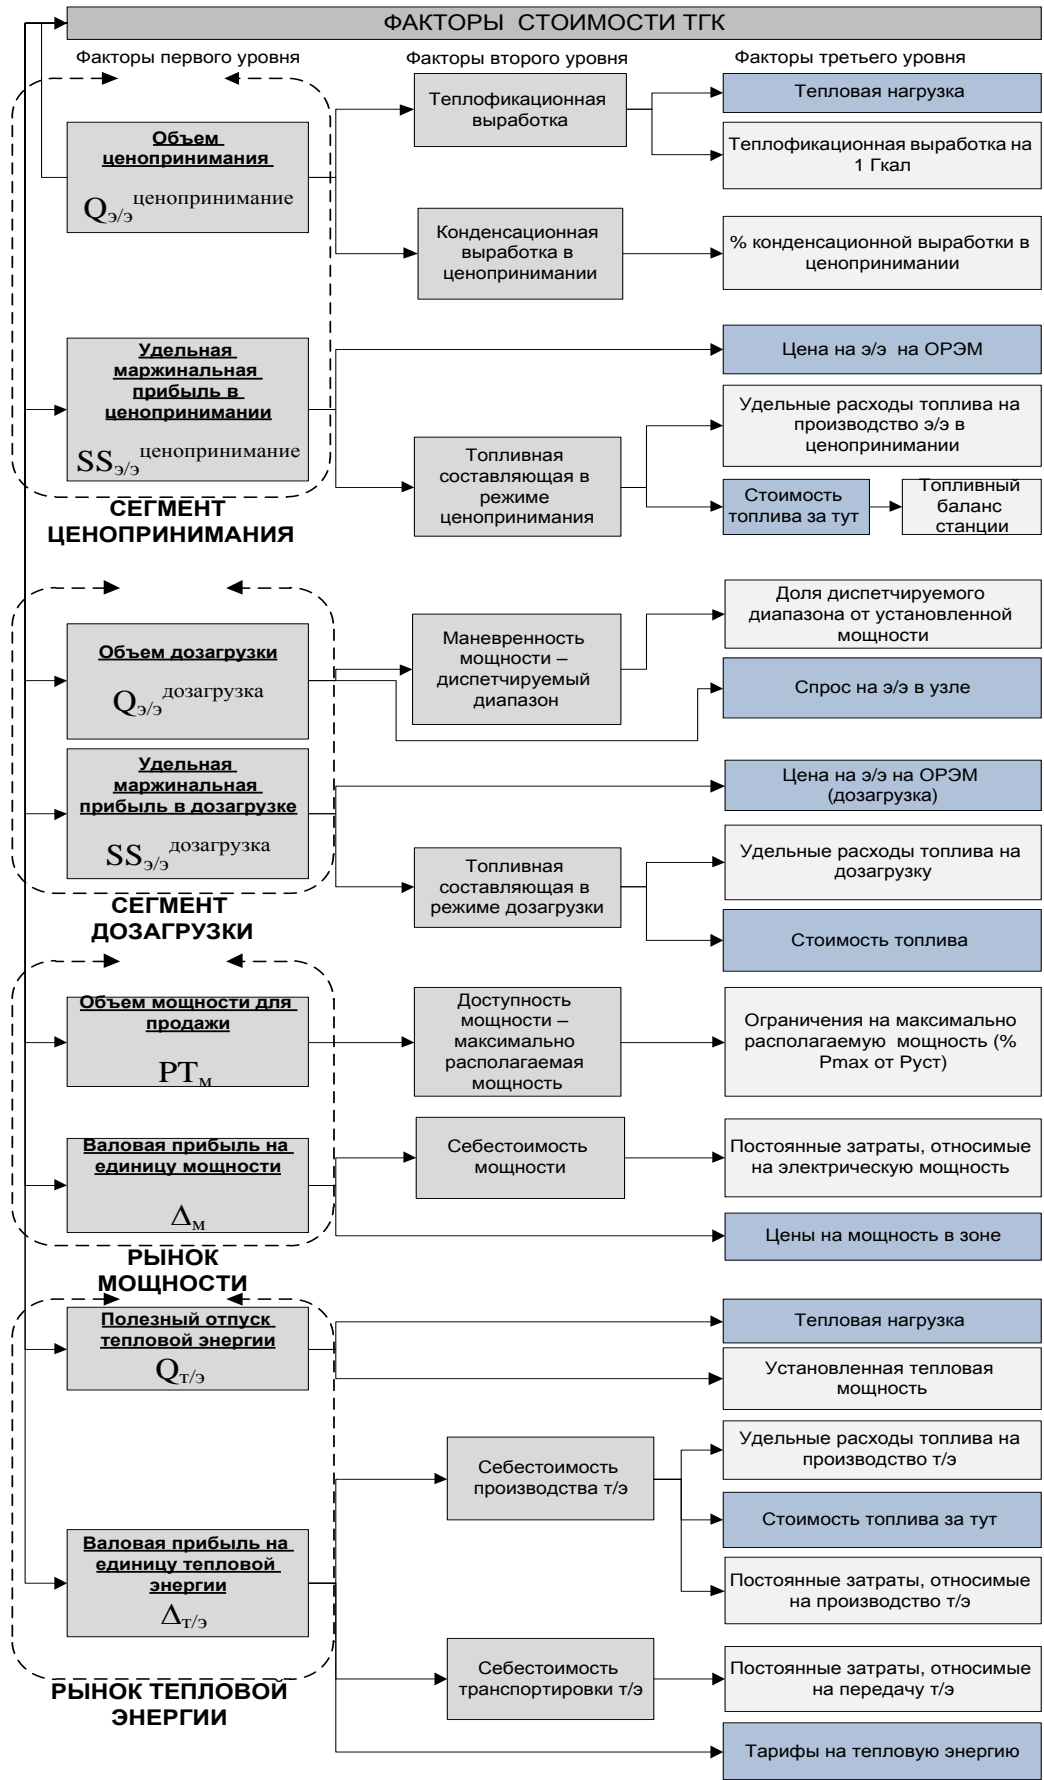 ФАКТОРЫ СТОИМОСТИ ТГК
Факторы первого уровня
Факторы второго уровня
Факторы третьего уровня
Объем
ценопринимания
Qэ/э ценопринимание
Теплофикационная
выработка
Тепловая нагрузка
Теплофикационная выработка на
1 Гкал
Конденсационная
выработка в
ценопринимании
% конденсационной выработки в
ценопринимании
Удельная
маржинальная
прибыль в
ценопринимании
SSэ/э ценопринимание
Цена на э/э на ОРЭМ
Топливная
составляющая в
режиме
ценопринимания
Удельные расходы топлива на
производство э/э в
ценопринимании
Стоимость
топлива за тут
Топливный
баланс
станции
СЕГМЕНТ
ЦЕНОПРИНИМАНИЯ
Объем дозагрузки
Qэ/э дозагрузка
Маневренность
мощности –
диспетчируемый
диапазон
Доля диспетчируемого
диапазона от установленной
мощности
Спрос на э/э в узле
Удельная
маржинальная
прибыль в дозагрузке
SSэ/э дозагрузка
Цена на э/э на ОРЭМ
(дозагрузка)
Топливная
составляющая в
режиме дозагрузки
Удельные расходы топлива на
дозагрузку
Стоимость топлива
СЕГМЕНТ
ДОЗАГРУЗКИ
Объем мощности для
продажи
PTм
Доступность
мощности –
максимально
располагаемая
мощность
Ограничения на максимально
располагаемую мощность (%
Pmax от Руст)
Валовая прибыль на
единицу мощности
Δм
Себестоимость
мощности
Постоянные затраты, относимые
на электрическую мощность
Цены на мощность в зоне
РЫНОК
МОЩНОСТИ
Полезный отпуск
тепловой энергии
Qт/э
Тепловая нагрузка
Установленная тепловая
мощность
Валовая прибыль на
единицу тепловой
энергии
Δт/э
Себестоимость
производства т/э
Удельные расходы топлива на
производство т/э
Стоимость топлива за тут
Постоянные затраты, относимые
на производство т/э
Себестоимость
транспортировки т/э
Постоянные затраты, относимые
на передачу т/э
Тарифы на тепловую энергию
РЫНОК ТЕПЛОВОЙ
ЭНЕРГИИ